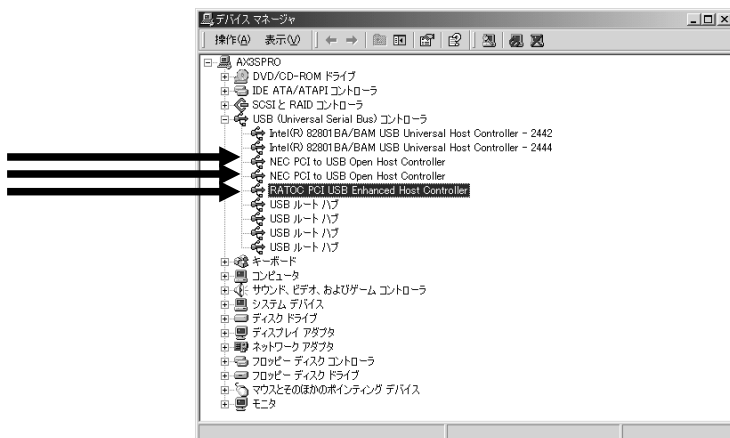 デバイス マネージャ
操作(A) 表示(V)
AX3SPRO
DVD/CD-ROM ドライブ
IDE ATA/ATAPI コントローラ
SCSI と RAID コントローラ
USB (Universal Serial Bus) コントローラ
Intel(R) 82801BA/BAM USB Universal Host Controller - 2442
Intel(R) 82801BA/BAM USB Universal Host Controller - 2444
NEC PCI to USB Open Host Controller
NEC PCI to USB Open Host Controller
RATOC PCI USB Enhanced Host Controller
USB ルート ハブ
USB ルート ハブ
USB ルート ハブ
USB ルート ハブ
キーボード
コンピュータ
サウンド、ビデオ、およびゲーム コントローラ
システム デバイス
ディスク ドライブ
ディスプレイ アダプタ
ネットワーク アダプタ
フロッピー ディスク コントローラ
フロッピー ディスク ドライブ
マウスとそのほかのポインティング デバイス
モニタ